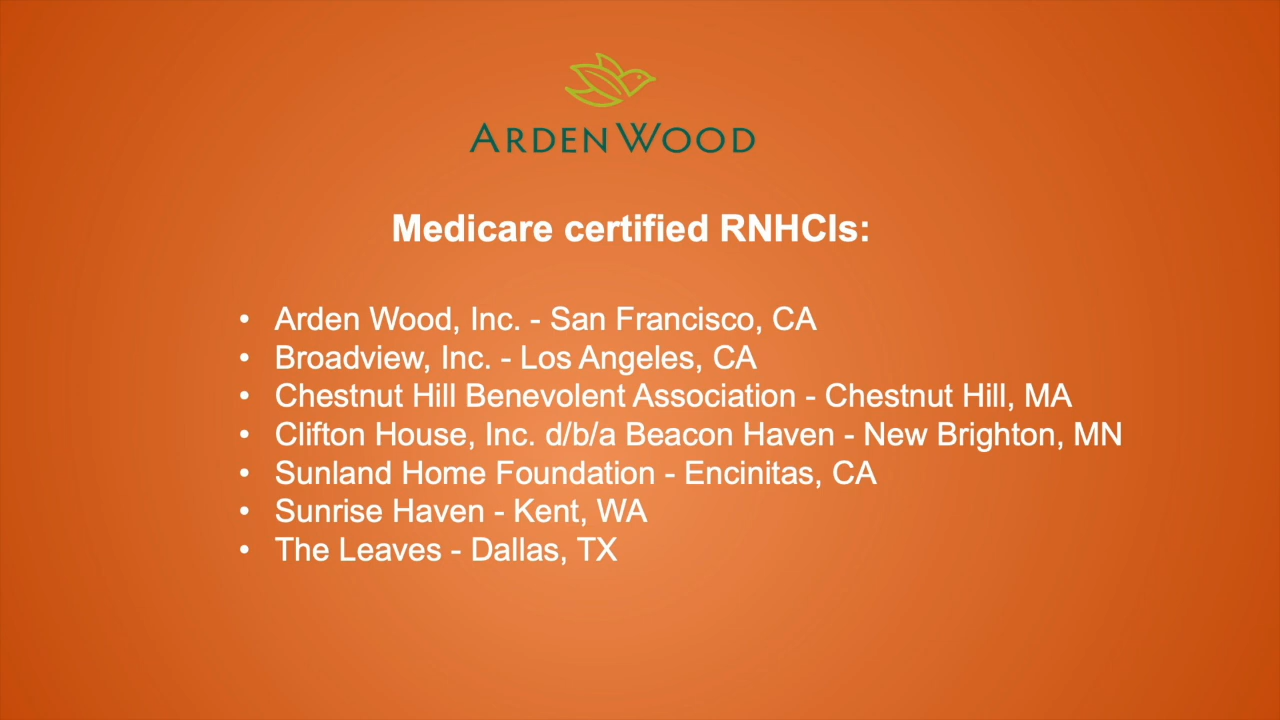 ARDEN WOOD
Medicare certified RNHCIs:
• Arden Wood, Inc. - San Francisco, CA
• Broadview, Inc. - Los Angeles, CA
• Chestnut Hill Benevolent Association - Chestnut Hill, MA
• Clifton House, Inc. d/b/a Beacon Haven - New Brighton, MN
• Sunland Home Foundation - Encinitas, CA
• Sunrise Haven - Kent, WA
• The Leaves - Dallas, TX